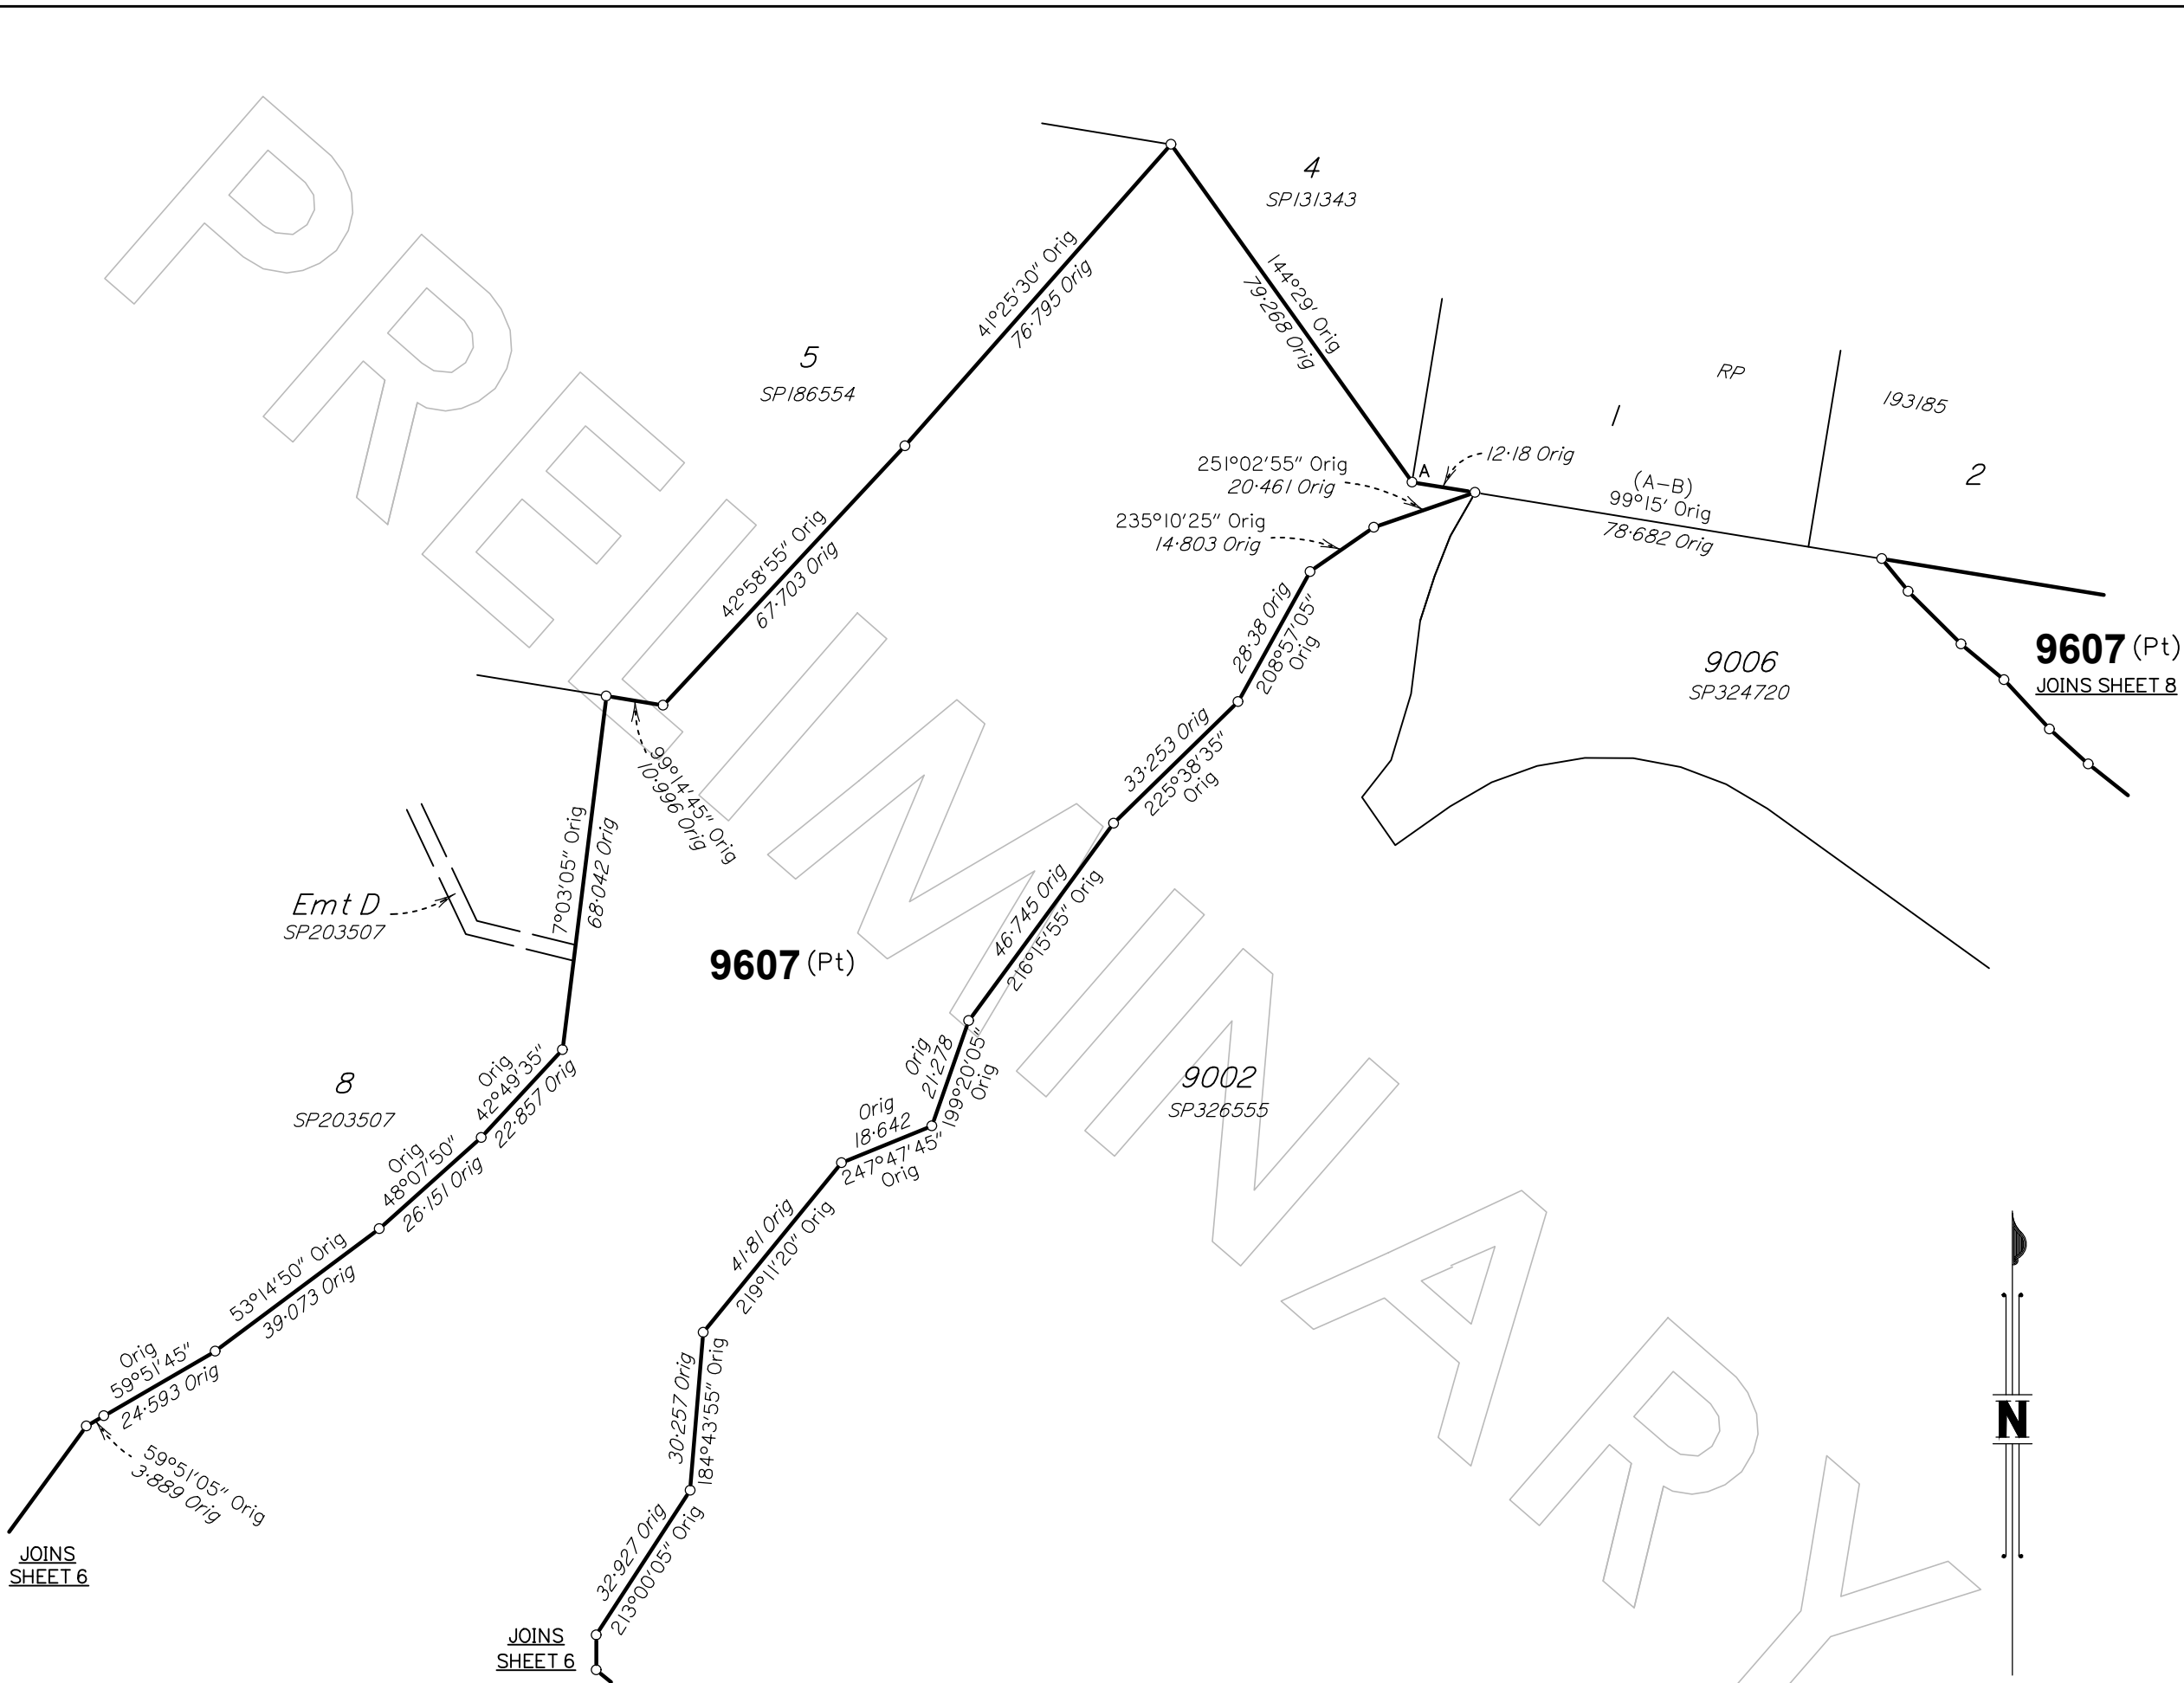 PRELIMINARY
4
SP131343
144°29' Orig
79·268 Orig
41°25'30" Orig
76·795 Orig
5
SP186554
RP
193185
1
2
A
12·18 Orig
251°02'55" Orig
20·461 Orig
(A-B)
99°15' Orig
78·682 Orig
235°10'25" Orig
14·803 Orig
42°58'55" Orig
67·703 Orig
28·38 Orig
208°57'05"
Orig
9006
SP324720
9607 (Pt)
JOINS SHEET 8
33·253 Orig
225°38'35"
Orig
99°14'45" Orig
10·996 Orig
7°03'05" Orig
68·042 Orig
Emt D
SP203507
9607 (Pt)
46·745 Orig
216°15'55" Orig
Orig
21·278
199°20'05"
Orig
9002
SP326555
8
SP203507
Orig
42°49'35"
22·857 Orig
Orig
18·642
247°47'45"
Orig
Orig
48°07'50"
26·151 Orig
41·81 Orig
219°11'20" Orig
53°14'50" Orig
39·073 Orig
Orig
59°51'45"
24·593 Orig
30·257 Orig
184°43'55" Orig
59°51'05" Orig
3·889 Orig
32·927 Orig
213°00'05" Orig
JOINS
SHEET 6
JOINS
SHEET 6
N